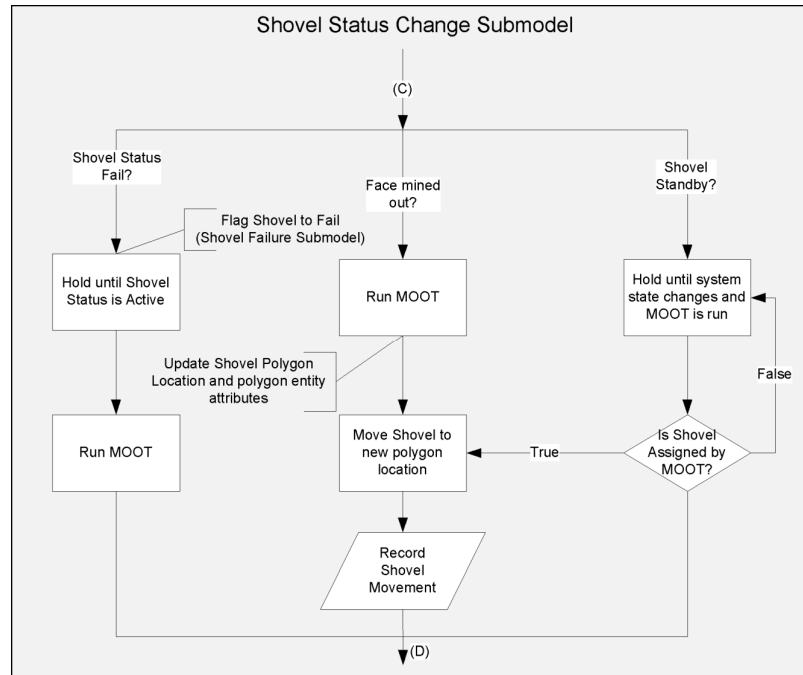 Shovel Status Change Submodel
(C)
Shovel Status
Fail?
Face mined
out?
Shovel
Standby?
Flag Shovel to Fail
(Shovel Failure Submodel)
Hold until Shovel
Status is Active
Run MOOT
Hold until system
state changes and
MOOT is run
Update Shovel Polygon
Location and polygon entity
attributes
False
Run MOOT
Move Shovel to
new polygon
location
True
Is Shovel
Assigned by
MOOT?
Record
Shovel
Movement
(D)